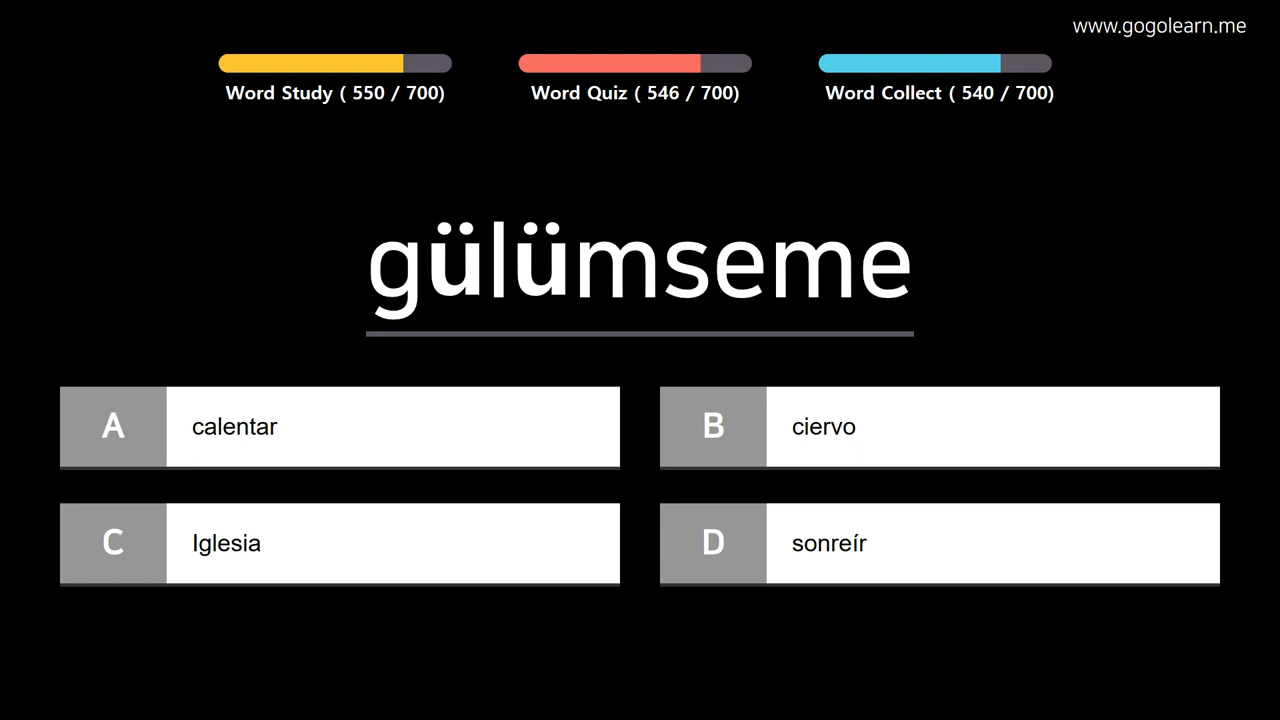 www.gogolearn.me
Word Study ( 550 / 700)
Word Quiz ( 546 / 700)
Word Collect ( 540 / 700)
gülümseme
A calentar
B ciervo
C Iglesia
D sonreír